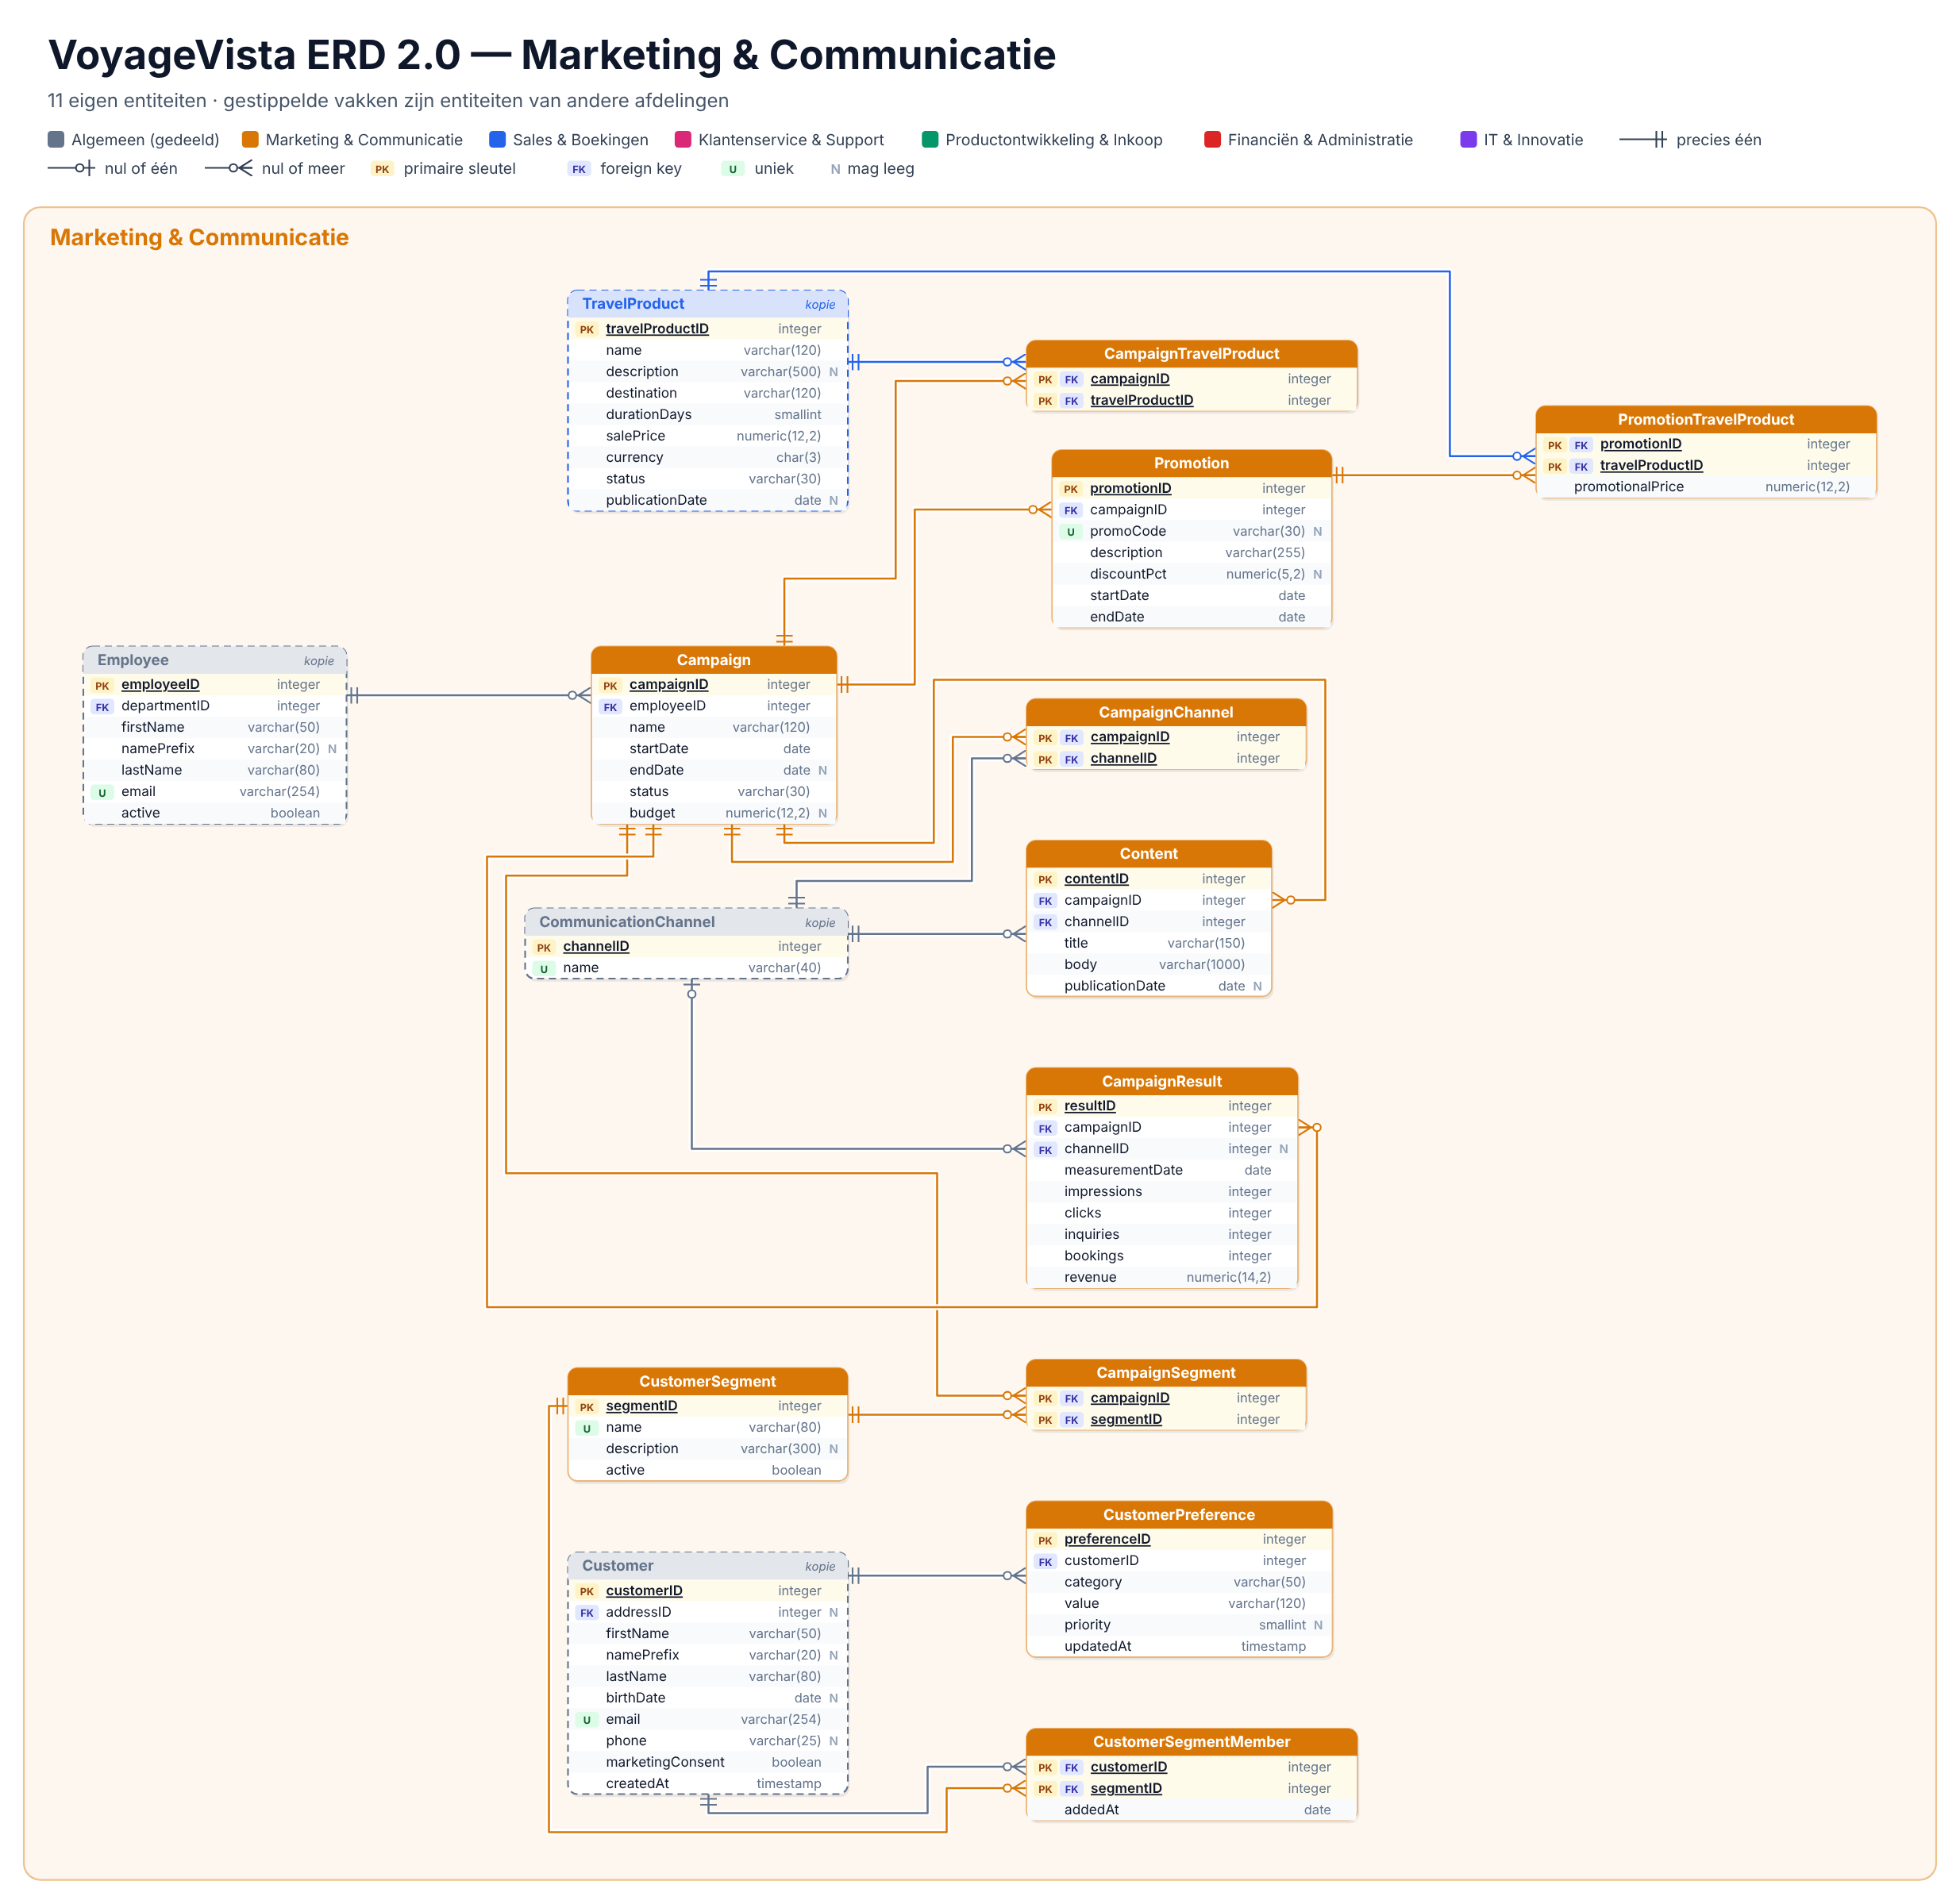 VoyageVista ERD 2.0 — Marketing & Communicatie
11 eigen entiteiten · gestippelde vakken zijn entiteiten van andere afdelingen
Algemeen (gedeeld) Marketing & Communicatie Sales & Boekingen Klantenservice & Support Productontwikkeling & Inkoop Financiën & Administratie IT & Innovatie precies één
nul of één nul of meer PK primaire sleutel FK foreign key U uniek N mag leeg
Marketing & Communicatie
TravelProduct kopie
PK travelProductID integer
name varchar(120)
description varchar(500) N
destination varchar(120)
durationDays smallint
salePrice numeric(12,2)
currency char(3)
status varchar(30)
publicationDate date N
CampaignTravelProduct
PK FK campaignID integer
PK FK travelProductID integer
PromotionTravelProduct
PK FK promotionID integer
PK FK travelProductID integer
promotionalPrice numeric(12,2)
Promotion
PK promotionID integer
FK campaignID integer
U promoCode varchar(30) N
description varchar(255)
discountPct numeric(5,2) N
startDate date
endDate date
Employee kopie
PK employeeID integer
FK departmentID integer
firstName varchar(50)
namePrefix varchar(20) N
lastName varchar(80)
U email varchar(254)
active boolean
Campaign
PK campaignID integer
FK employeeID integer
name varchar(120)
startDate date
endDate date N
status varchar(30)
budget numeric(12,2) N
CampaignChannel
PK FK campaignID integer
PK FK channelID integer
Content
PK contentID integer
FK campaignID integer
FK channelID integer
title varchar(150)
body varchar(1000)
publicationDate date N
CommunicationChannel kopie
PK channelID integer
U name varchar(40)
CampaignResult
PK resultID integer
FK campaignID integer
FK channelID integer N
measurementDate date
impressions integer
clicks integer
inquiries integer
bookings integer
revenue numeric(14,2)
CustomerSegment
PK segmentID integer
U name varchar(80)
description varchar(300) N
active boolean
CampaignSegment
PK FK campaignID integer
PK FK segmentID integer
CustomerPreference
PK preferenceID integer
FK customerID integer
category varchar(50)
value varchar(120)
priority smallint N
updatedAt timestamp
Customer kopie
PK customerID integer
FK addressID integer N
firstName varchar(50)
namePrefix varchar(20) N
lastName varchar(80)
birthDate date N
U email varchar(254)
phone varchar(25) N
marketingConsent boolean
createdAt timestamp
CustomerSegmentMember
PK FK customerID integer
PK FK segmentID integer
addedAt date